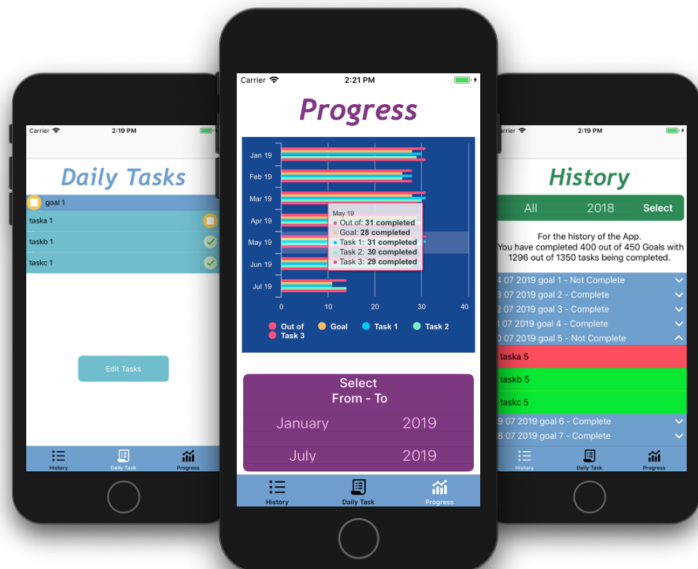 Carrier 2:19 PM
Daily Tasks
goal 1
taska 1
taskb 1
taskc 1
Edit Tasks
History Daily Task Progress
Carrier 2:21 PM
Progress
Jan 19
Feb 19
Mar 19
Apr 19
May 19
Jun 19
Jul 19
May 19
Out of: 31 completed
Goal: 28 completed
Task 1: 31 completed
Task 2: 30 completed
Task 3: 29 completed
0 10 20 30 40
Out of Goal Task 1 Task 2
Task 3
Select
From - To
January 2019
July 2019
History Daily Task Progress
2:19 PM
History
All 2018 Select
For the history of the App.
You have completed 400 out of 450 Goals with
1296 out of 1350 tasks being completed.
07 2019 goal 1 - Not Complete
07 2019 goal 2 - Complete
07 2019 goal 3 - Complete
07 2019 goal 4 - Complete
07 2019 goal 5 - Not Complete
taska 5
taskb 5
taskc 5
07 2019 goal 6 - Complete
07 2019 goal 7 - Complete
History Daily Task Progress